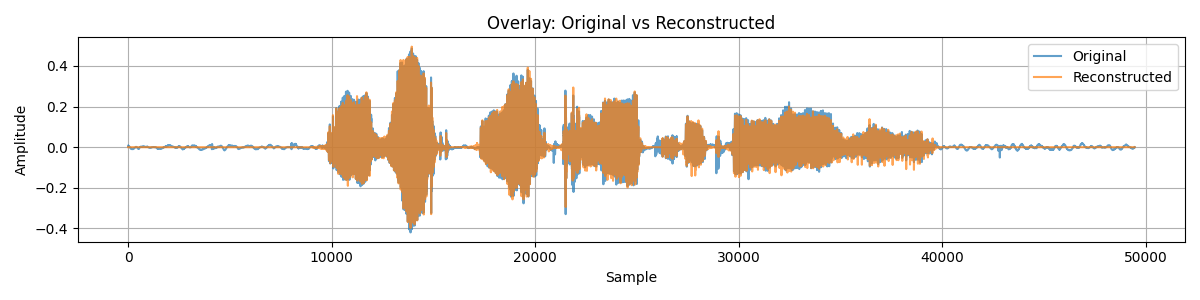 Overlay: Original vs Reconstructed
Original
Reconstructed
Amplitude
0.4
0.2
0.0
−0.2
−0.4
0 10000 20000 30000 40000 50000
Sample